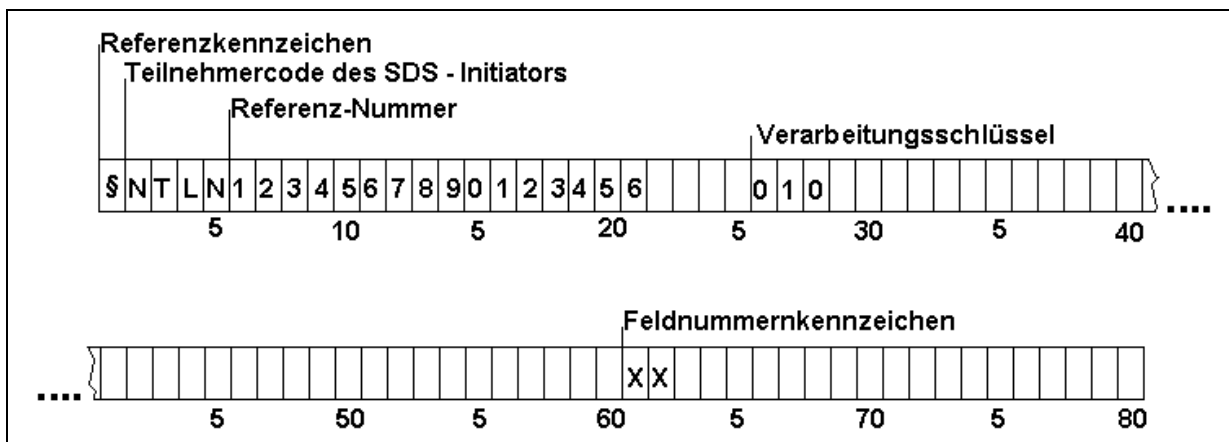 Referenzkennzeichen
Teilnehmercode des SDS - Initiators
Referenz-Nummer
Verarbeitungsschlüssel
§ N T L N 1 2 3 4 5 6 7 8 9 0 1 2 3 4 5 6 0 1 0
....
5 10 5 20 5 30 5 40
Feldnummernkennzeichen
.... X X
5 50 5 60 5 70 5 80